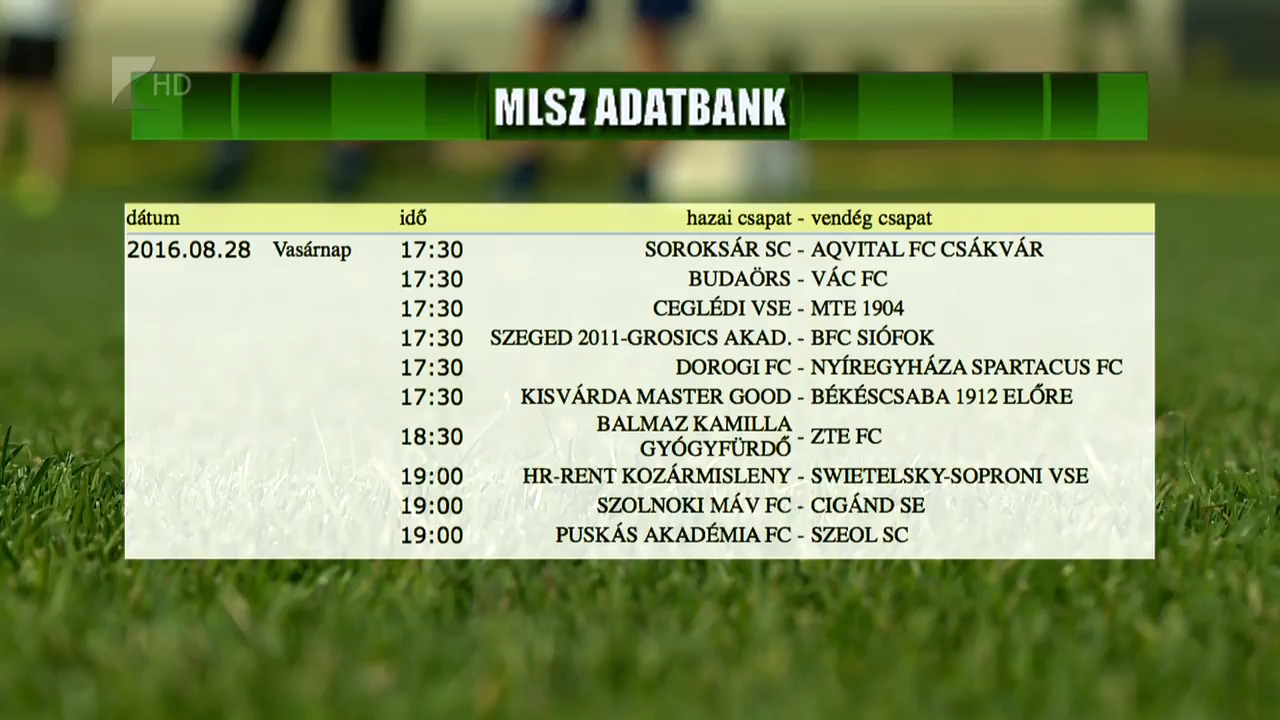 HD
MLSZ ADATBANK
dátum idő hazai csapat - vendég csapat
2016.08.28 Vasárnap 17:30 SOROKSÁR SC - AQVITAL FC CSÁKVÁR
17:30 BUDAÖRS - VÁC FC
17:30 CEGLÉDI VSE - MTE 1904
17:30 SZEGED 2011-GROSICS AKAD. - BFC SIÓFOK
17:30 DOROGI FC - NYÍREGYHÁZA SPARTACUS FC
17:30 KISVÁRDA MASTER GOOD - BÉKÉSCSABA 1912 ELŐRE
18:30 BALMAZ KAMILLA
GYÓGYFÜRDŐ - ZTE FC
19:00 HR-RENT KOZÁRMISLENY - SWIETELSKY-SOPRONI VSE
19:00 SZOLNOKI MÁV FC - CIGÁND SE
19:00 PUSKÁS AKADÉMIA FC - SZEOL SC